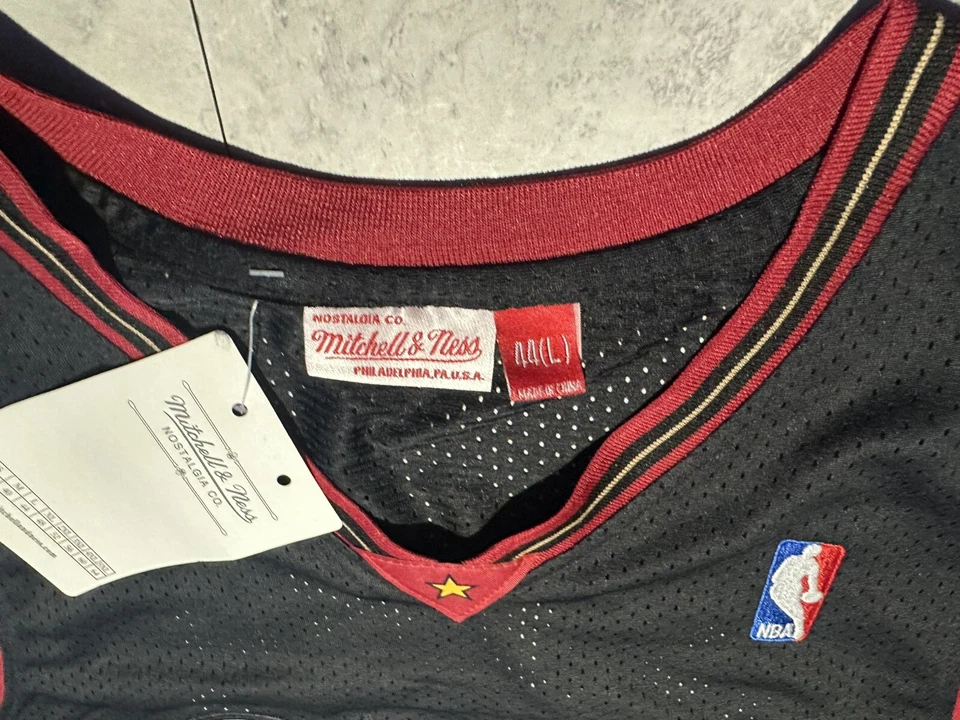 NOSTALGIA CO.
Mitchell & Ness
PHILADELPHIA, PA. U.S.A.
44(L)
MADE IN CHINA
Mitchell & Ness
NOSTALGIA CO.
NBA